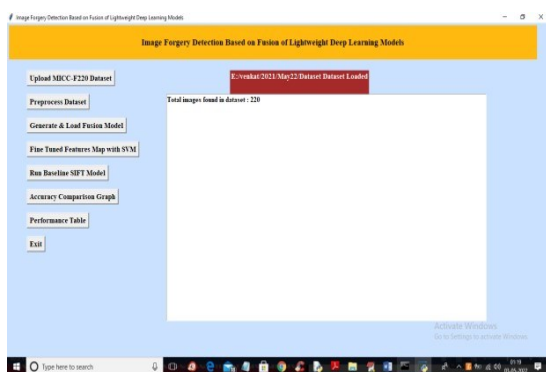 Image Forgery Detection Based on Fusion of Lightweight Deep Learning Models
Image Forgery Detection Based on Fusion of Lightweight Deep Learning Models
Upload MICC-F220 Dataset
E:/venkat/2021/May22/Dataset Dataset Loaded
Preprocess Dataset
Total images found in dataset : 220
Generate & Load Fusion Model
Fine Tuned Features Map with SVM
Run Baseline SIFT Model
Accuracy Comparison Graph
Performance Table
Exit
Activate Windows
Go to Settings to activate Windows.
Type here to search
01:19